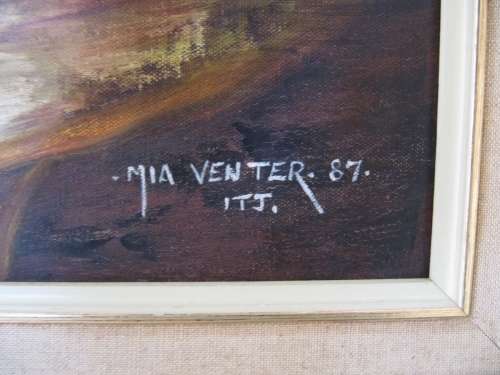 . MIA VENTER. 87.
ITJ.